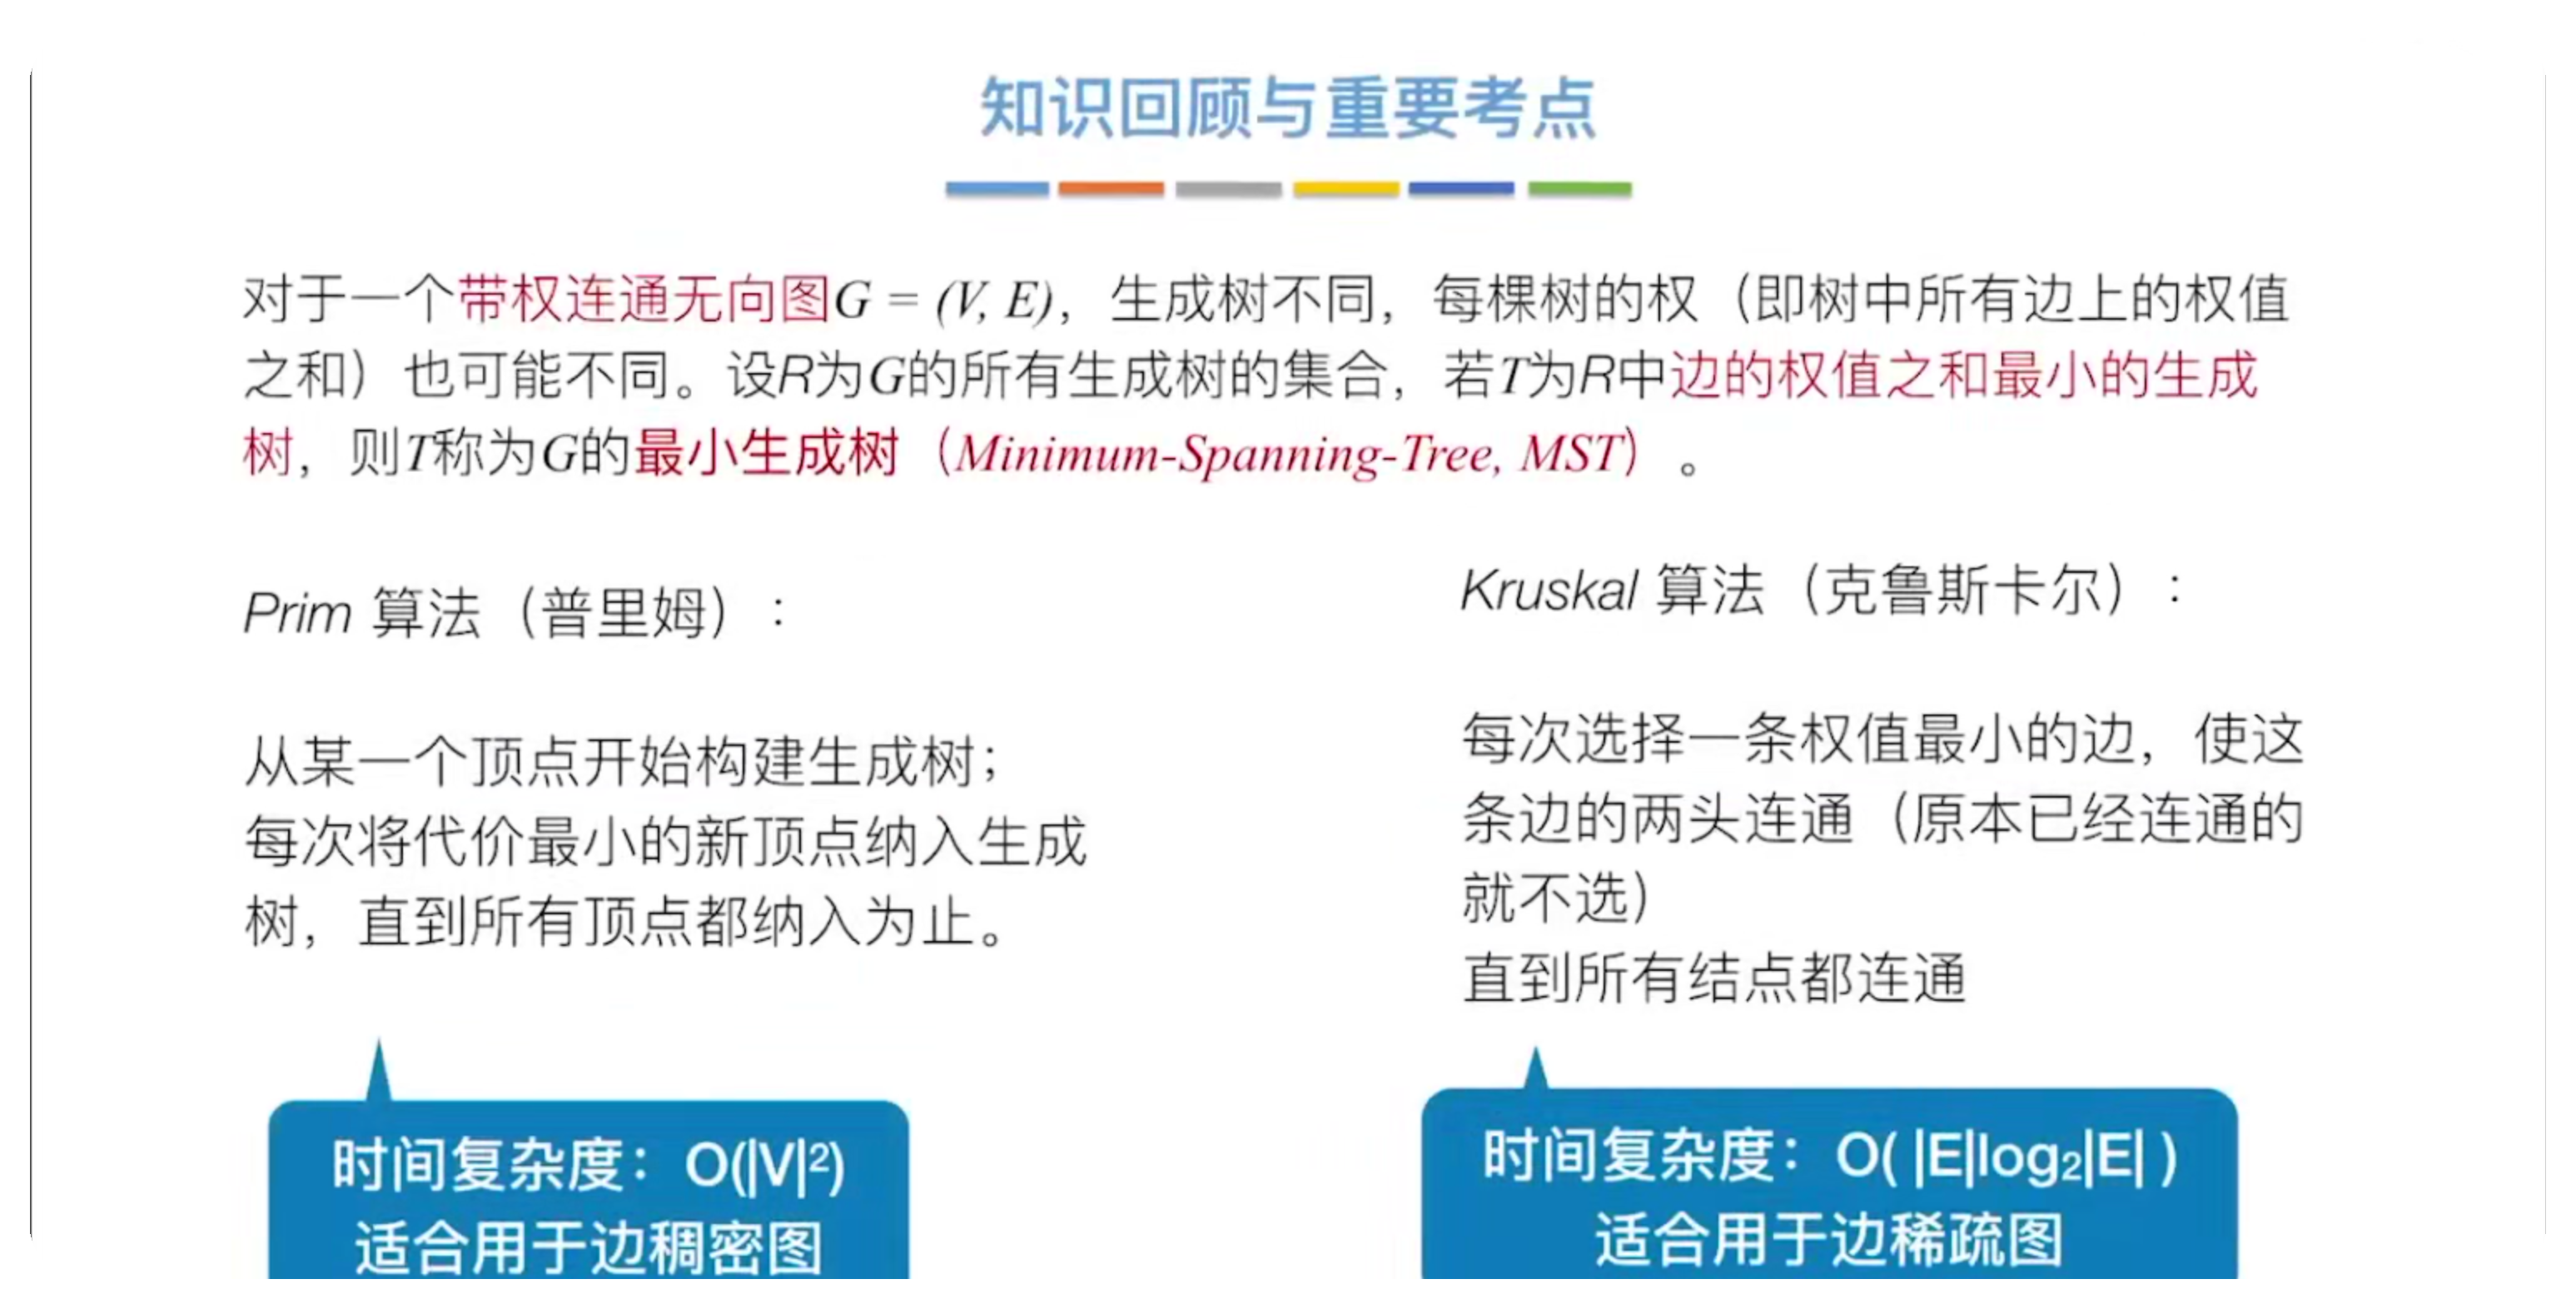 知识回顾与重要考点
对于一个带权连通无向图G = (V, E)，生成树不同，每棵树的权（即树中所有边上的权值
之和）也可能不同。设R为G的所有生成树的集合，若T为R中边的权值之和最小的生成
树，则T称为G的最小生成树（Minimum-Spanning-Tree, MST）。
Prim 算法（普里姆）：
从某一个顶点开始构建生成树；
每次将代价最小的新顶点纳入生成
树，直到所有顶点都纳入为止。
时间复杂度：O(|V|²)
适合用于边稠密图
Kruskal 算法（克鲁斯卡尔）：
每次选择一条权值最小的边，使这
条边的两头连通（原本已经连通的
就不选）
直到所有结点都连通
时间复杂度：O( |E|log₂|E| )
适合用于边稀疏图